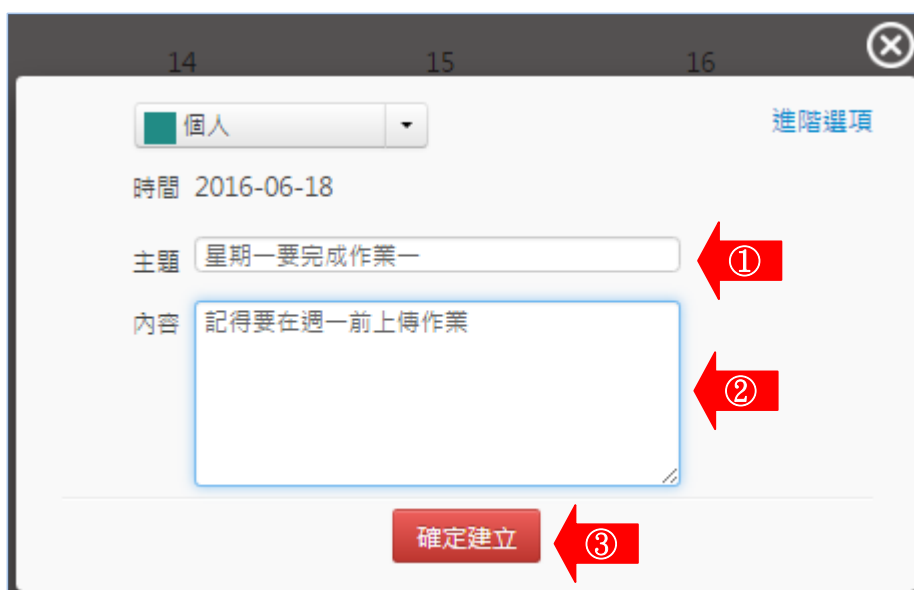 14 15 16
個人 進階選項
時間 2016-06-18
主題 星期一要完成作業一 ①
內容 記得要在週一前上傳作業
②
確定建立 ③